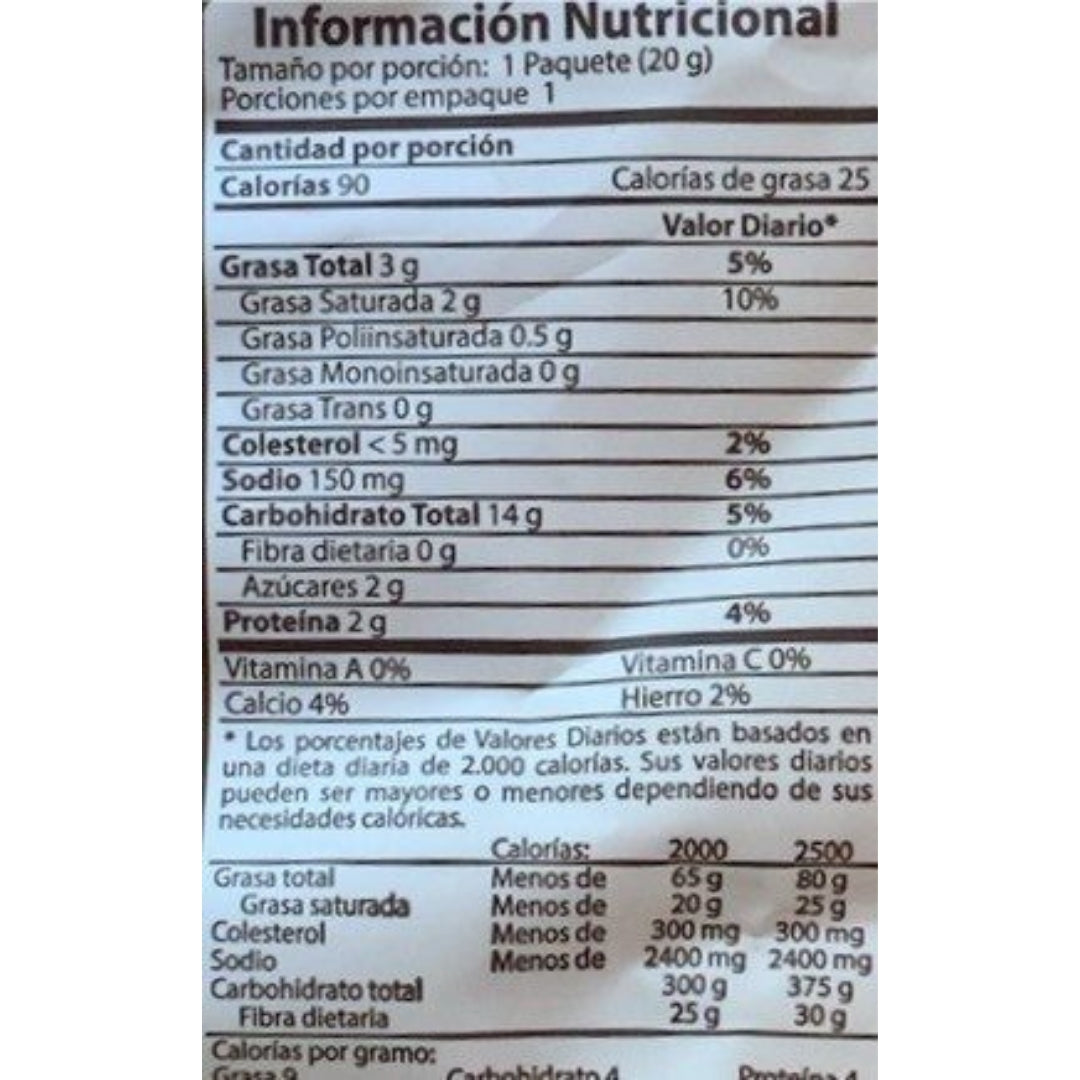 Información Nutricional
Tamaño por porción: 1 Paquete (20 g)
Porciones por empaque 1
Cantidad por porción
Calorías 90 Calorías de grasa 25
Valor Diario*
Grasa Total 3 g 5%
Grasa Saturada 2 g 10%
Grasa Poliinsaturada 0.5 g
Grasa Monoinsaturada 0 g
Grasa Trans 0 g
Colesterol < 5 mg 2%
Sodio 150 mg 6%
Carbohidrato Total 14 g 5%
Fibra dietaria 0 g 0%
Azúcares 2 g
Proteína 2 g 4%
Vitamina A 0% Vitamina C 0%
Calcio 4% Hierro 2%
* Los porcentajes de Valores Diarios están basados en
una dieta diaria de 2.000 calorías. Sus valores diarios
pueden ser mayores o menores dependiendo de sus
necesidades calóricas.
Calorías: 2000 2500
Grasa total Menos de 65 g 80 g
Grasa saturada Menos de 20 g 25 g
Colesterol Menos de 300 mg 300 mg
Sodio Menos de 2400 mg 2400 mg
Carbohidrato total 300 g 375 g
Fibra dietaria 25 g 30 g
Calorías por gramo:
Grasa 9 Carbohidrato 4 Proteína 4